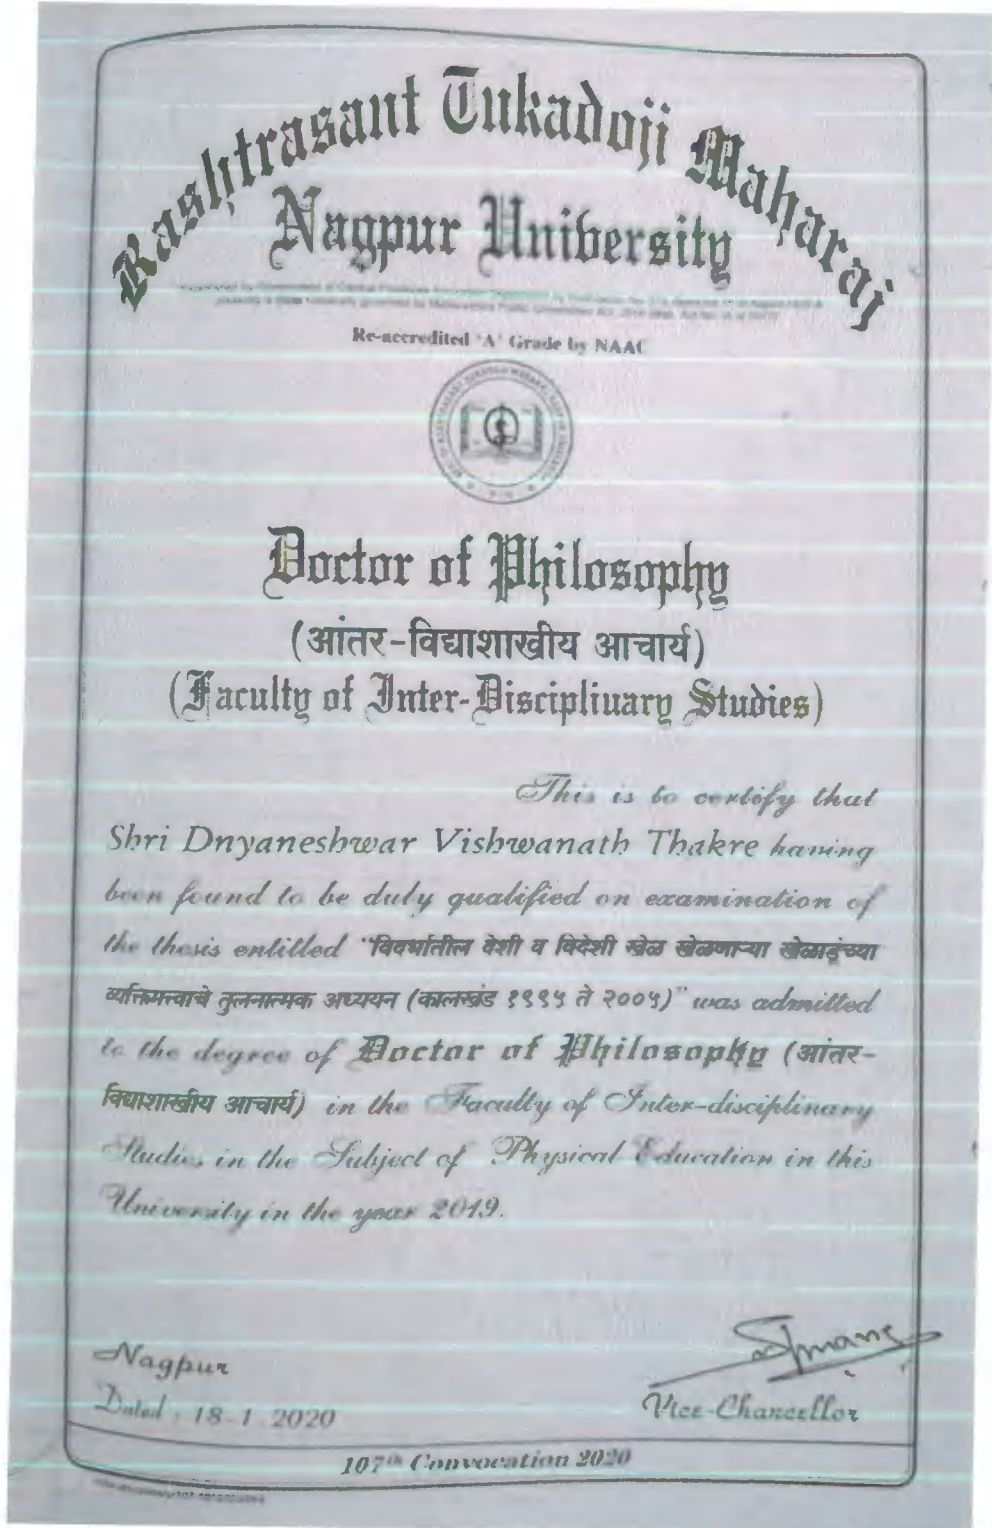 Rashtrasant Tukadoji Maharaj
Nagpur University
Re-accredited 'A' Grade by NAAC
Doctor of Philosophy
(आंतर-विद्याशाखीय आचार्य)
(Faculty of Inter-Disciplinary Studies)
This is to certify that
Shri Dnyaneshwar Vishwanath Thakre having
been found to be duly qualified on examination of
the thesis entitled "विदर्भातील देशी व विदेशी खेळ खेळणाऱ्या खेळाडूंच्या
व्यक्तिमत्त्वाचे तुलनात्मक अध्ययन (कालखंड १९९५ ते २००५)" was admitted
to the degree of Doctor of Philosophy (आंतर-
विद्याशाखीय आचार्य) in the Faculty of Inter-disciplinary
Studies in the Subject of Physical Education in this
University in the year 2019.
Nagpur
Dated : 18-1-2020
Vice-Chancellor
107th Convocation 2020